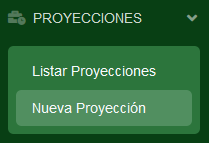 PROYECCIONES
Listar Proyecciones
Nueva Proyección